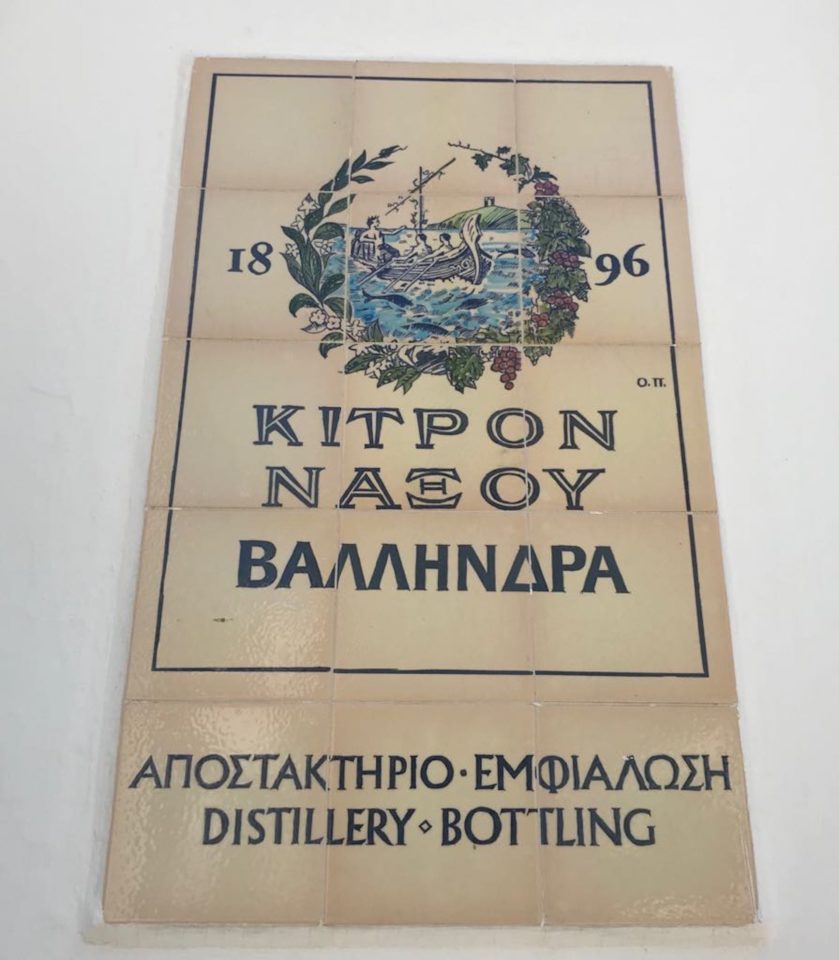 18 96
Ο.Π.
ΚΙΤΡΟΝ
ΝΑΞΟΥ
ΒΑΛΛΗΝΔΡΑ
ΑΠΟΣΤΑΚΤΗΡΙΟ · ΕΜΦΙΑΛΩΣΗ
DISTILLERY ⋄ BOTTLING